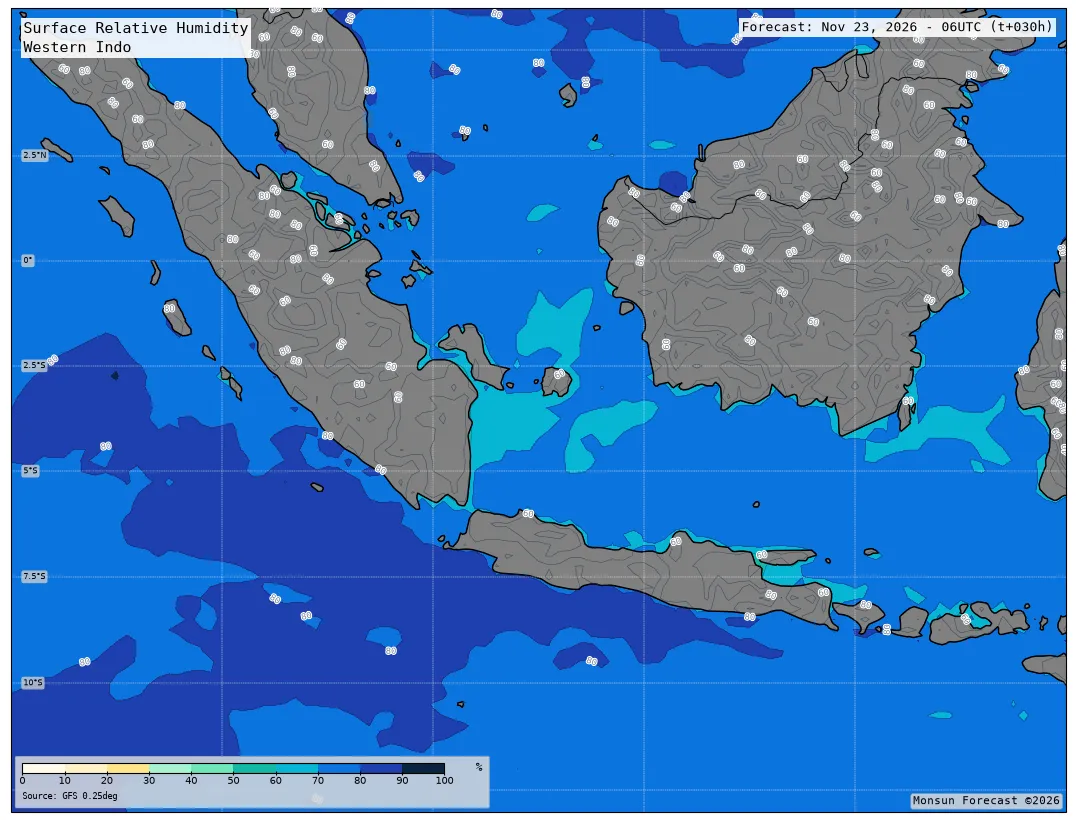 Surface Relative Humidity
Western Indo
Forecast: Nov 23, 2026 - 06UTC (t+030h)
2.5°N
0°
2.5°S
5°S
7.5°S
10°S
%
0 10 20 30 40 50 60 70 80 90 100
Source: GFS 0.25deg
Monsun Forecast ©2026